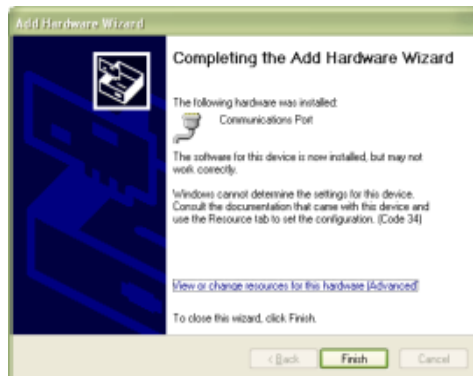 Add Hardware Wizard
Completing the Add Hardware Wizard
The following hardware was installed:
Communications Port
The software for this device is now installed, but may not
work correctly.
Windows cannot determine the settings for this device.
Consult the documentation that came with this device and
use the Resource tab to set the configuration. (Code 34)
View or change resources for this hardware (Advanced)
To close this wizard, click Finish.
< Back
Finish
Cancel